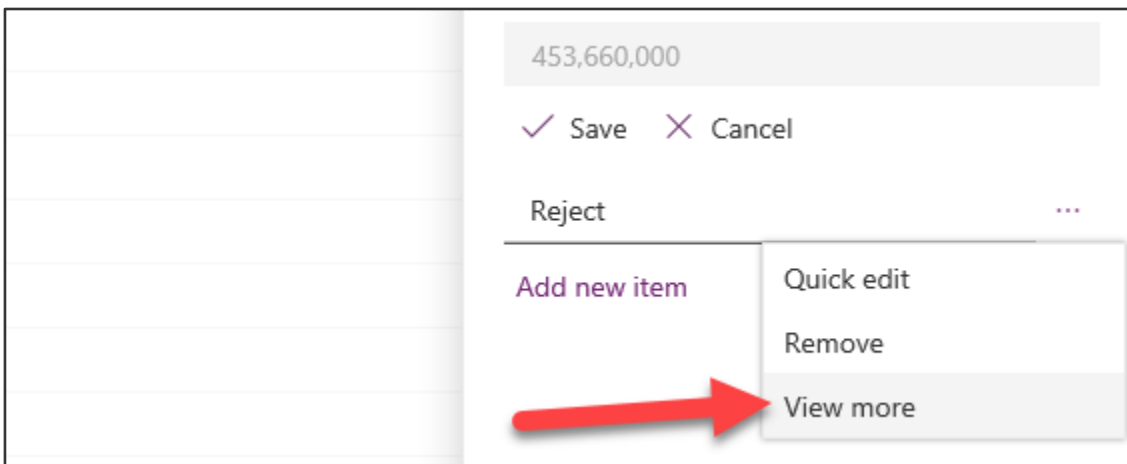 453,660,000
Save Cancel
Reject ...
Add new item
Quick edit
Remove
View more